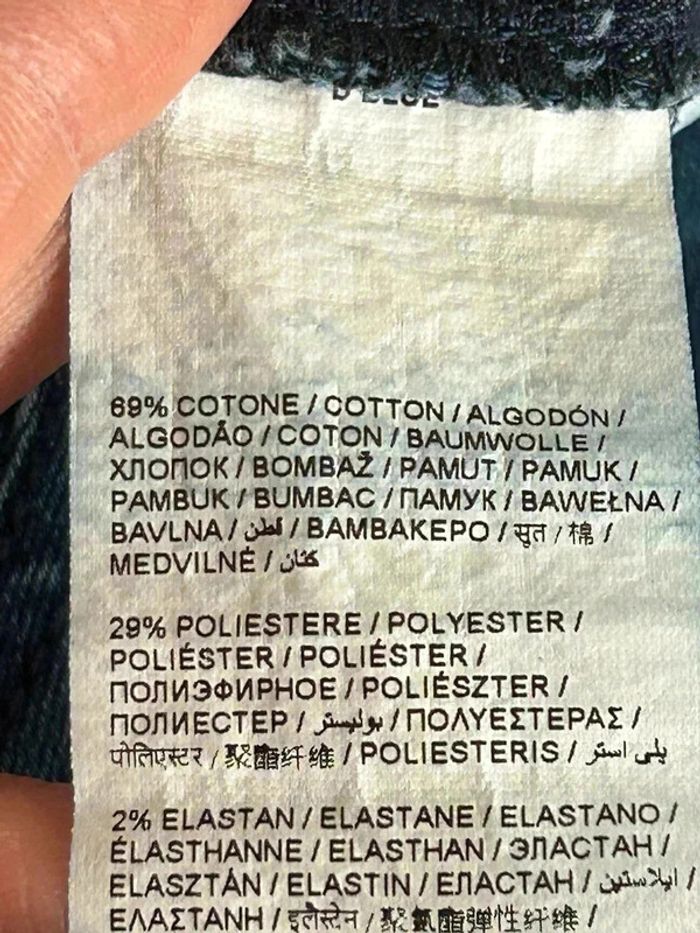 69% COTONE / COTTON / ALGODÓN /
ALGODÃO / COTON / BAUMWOLLE /
ХЛОПОК / BOMBAŽ / PAMUT / PAMUK /
PAMBUK / BUMBAC / ПАМУК / BAWEŁNA /
BAVLNA / قطن / BAMBAKEPO / सूत / 棉 /
MEDVILNÉ / كتان
29% POLIESTERE / POLYESTER /
POLIÉSTER / POLIÉSTER /
ПОЛИЭФИРНОЕ / POLIÉSZTER /
ПОЛИЕСТЕР / بوليستر / ΠΟΛΥΕΣΤΕΡΑΣ /
पोलिएस्टर / 聚酯纤维 / POLIESTERIS / پلی استر
2% ELASTAN / ELASTANE / ELASTANO /
ÉLASTHANNE / ELASTHAN / ЭЛАСТАН /
ELASZTÁN / ELASTIN / ЕЛАСТАН / ايلاستين /
ΕΛΑΣΤΑΝΗ / इलैस्टेन / 聚氨酯弹性纤维 /